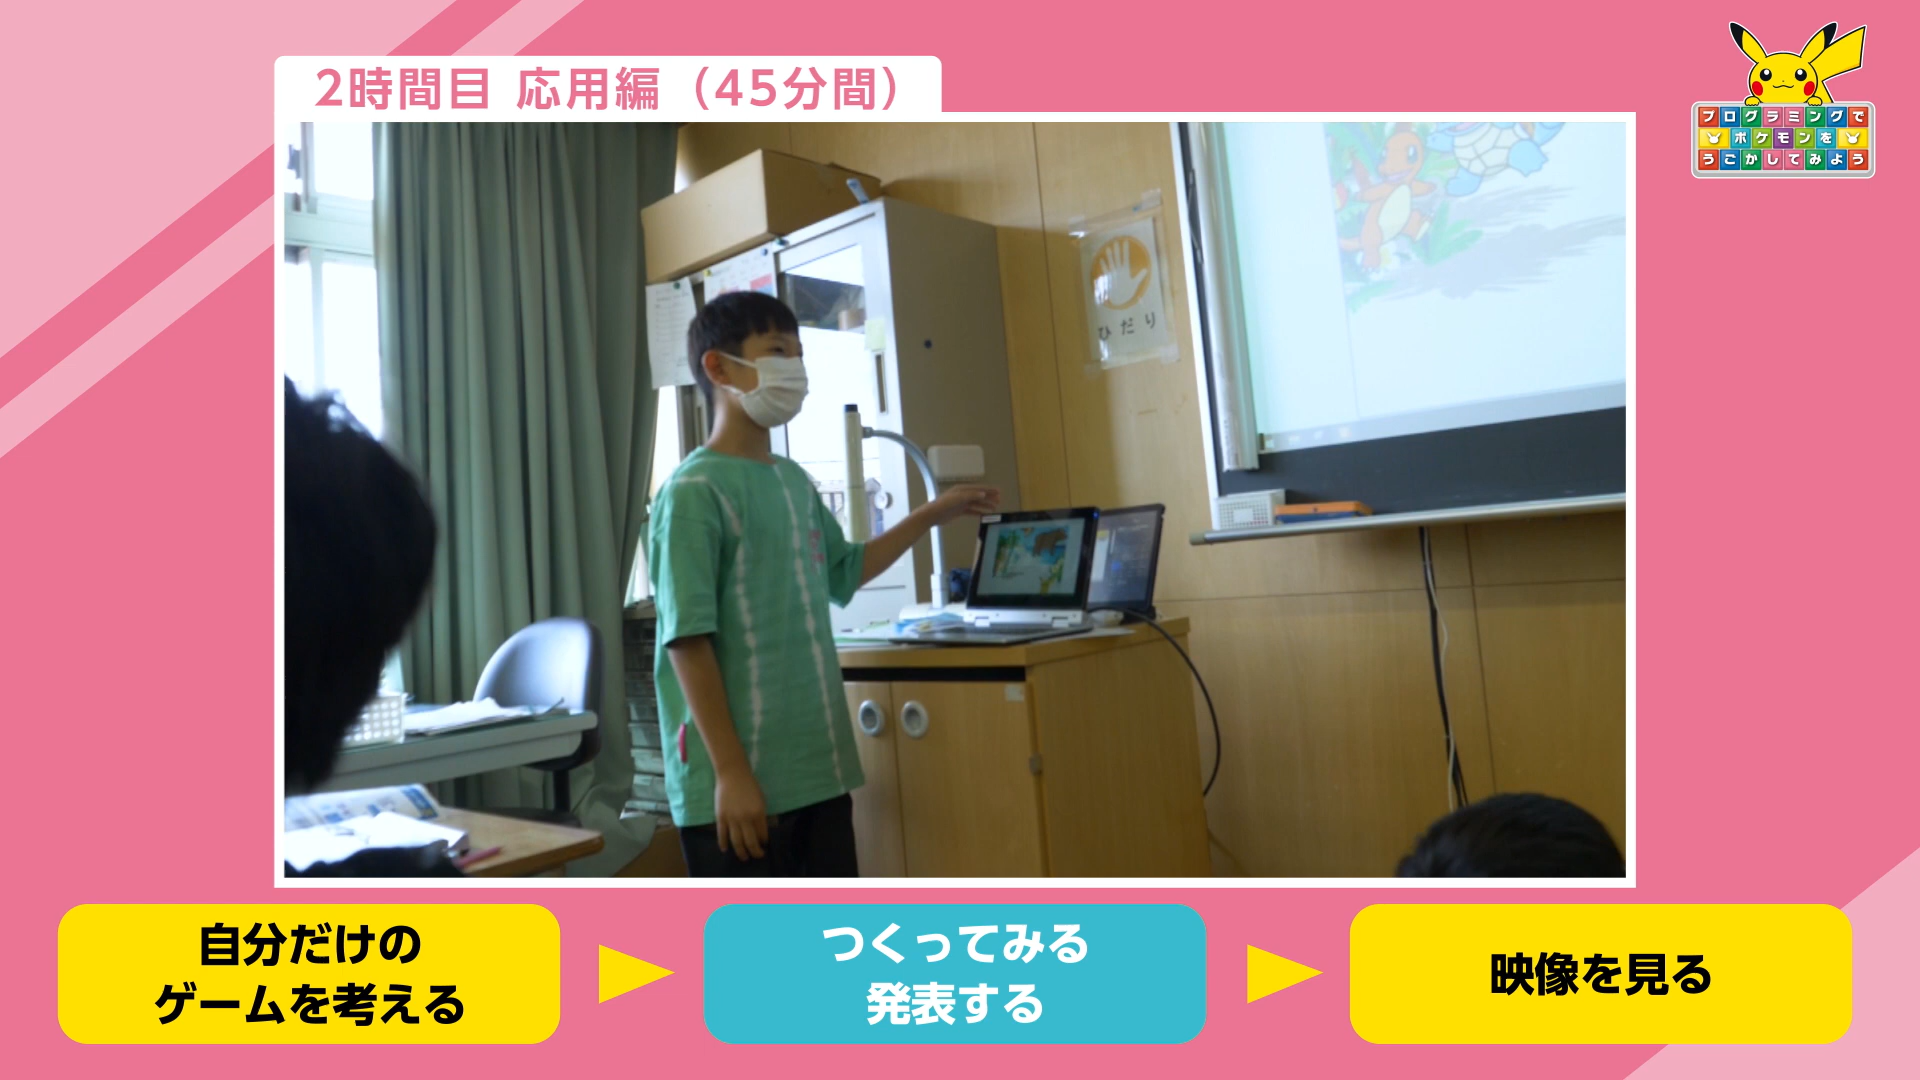 2時間目 応用編（45分間）
プログラミングで
ポケモンを
うごかしてみよう
ひだり
自分だけの
ゲームを考える
つくってみる
発表する
映像を見る